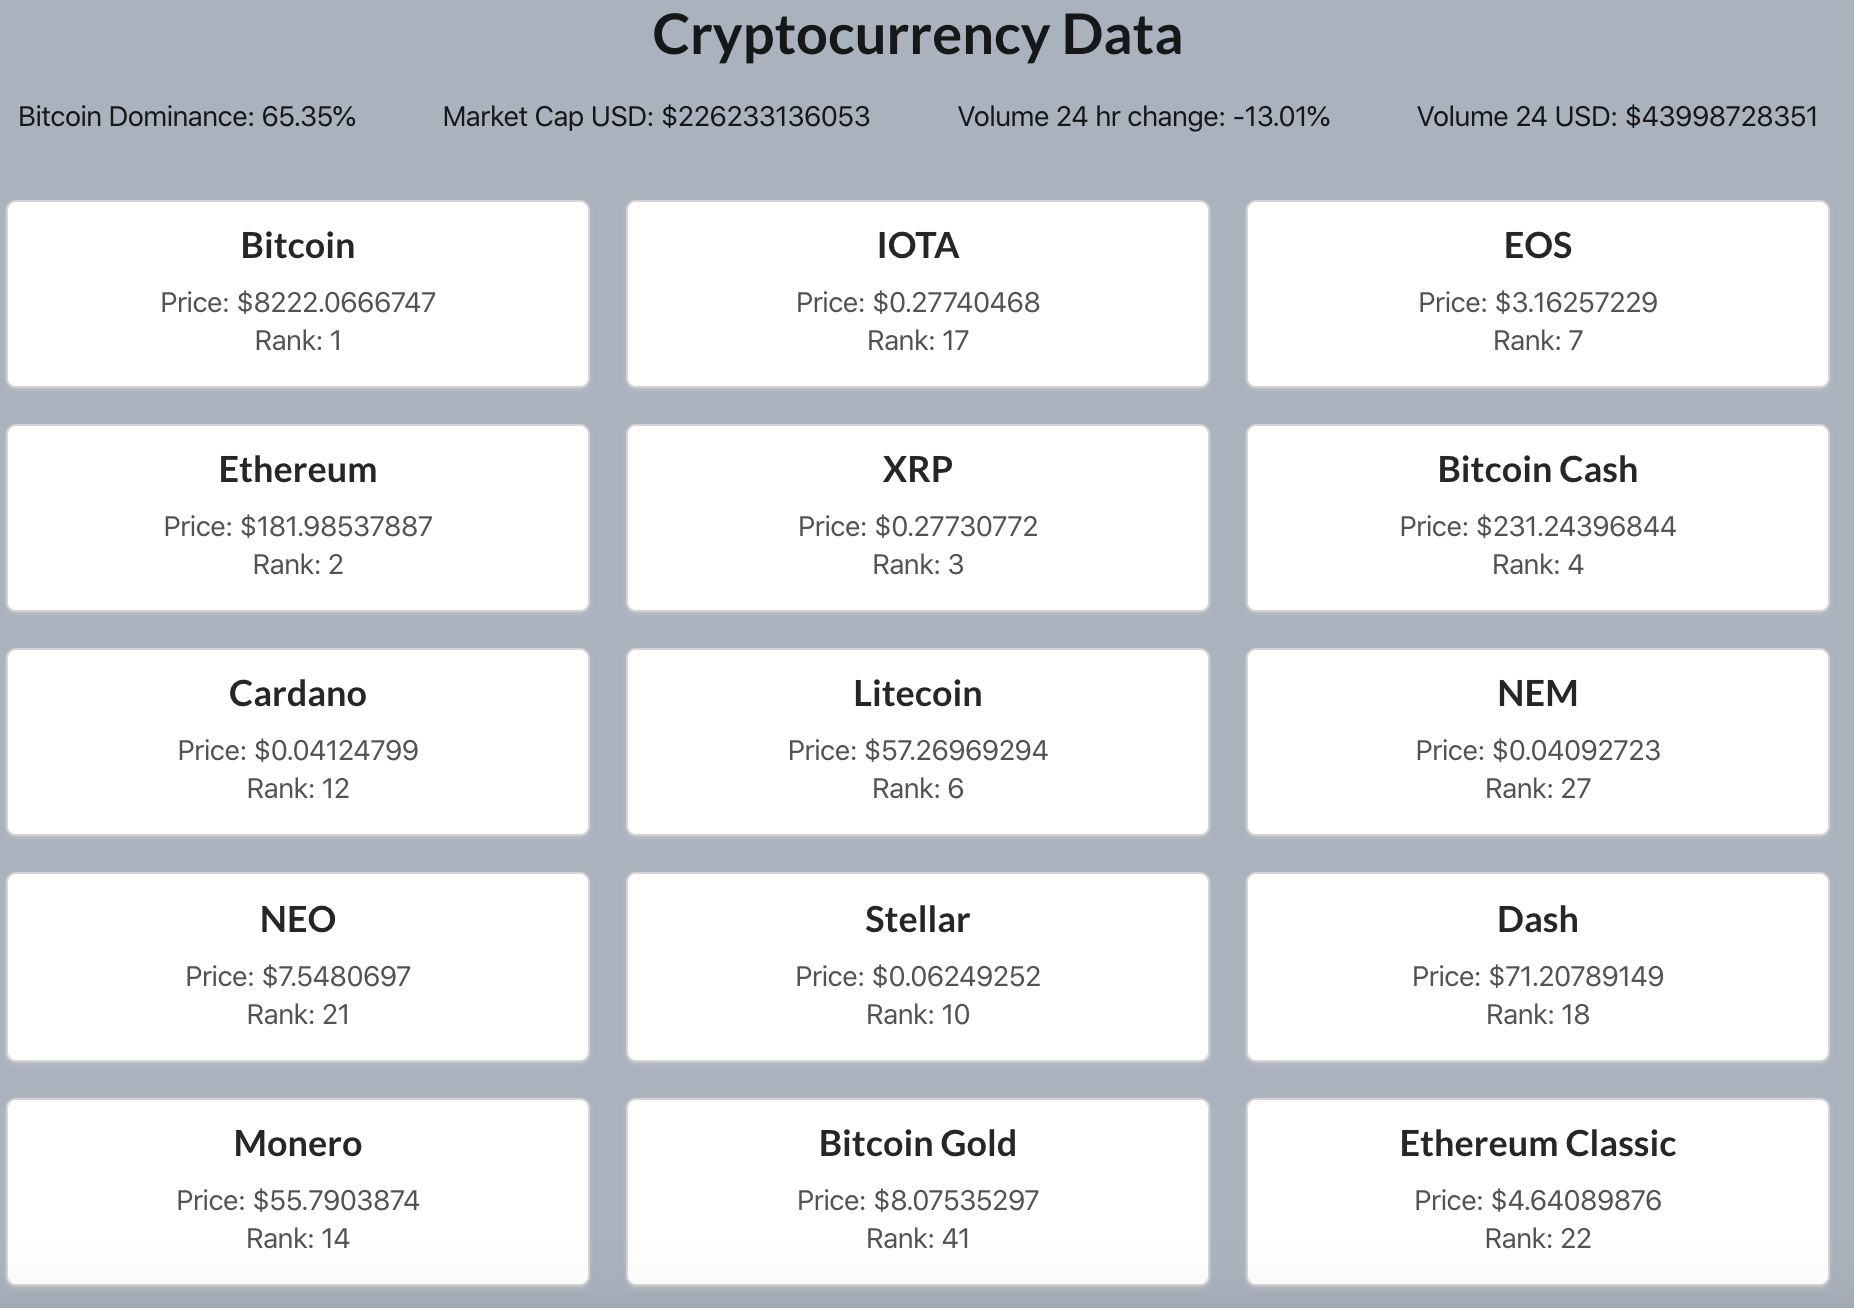 Cryptocurrency Data
Bitcoin Dominance: 65.35% Market Cap USD: $226233136053 Volume 24 hr change: -13.01% Volume 24 USD: $43998728351
Bitcoin
Price: $8222.0666747
Rank: 1
IOTA
Price: $0.27740468
Rank: 17
EOS
Price: $3.16257229
Rank: 7
Ethereum
Price: $181.98537887
Rank: 2
XRP
Price: $0.27730772
Rank: 3
Bitcoin Cash
Price: $231.24396844
Rank: 4
Cardano
Price: $0.04124799
Rank: 12
Litecoin
Price: $57.26969294
Rank: 6
NEM
Price: $0.04092723
Rank: 27
NEO
Price: $7.5480697
Rank: 21
Stellar
Price: $0.06249252
Rank: 10
Dash
Price: $71.20789149
Rank: 18
Monero
Price: $55.7903874
Rank: 14
Bitcoin Gold
Price: $8.07535297
Rank: 41
Ethereum Classic
Price: $4.64089876
Rank: 22